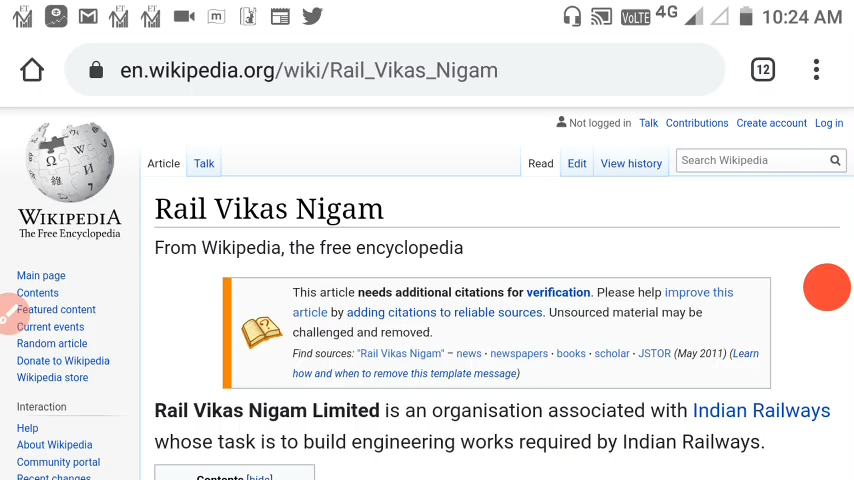 VoLTE 4G 10:24 AM
en.wikipedia.org/wiki/Rail_Vikas_Nigam
12
Not logged in Talk Contributions Create account Log in
Article Talk Read Edit View history Search Wikipedia
WIKIPEDIA
The Free Encyclopedia
Rail Vikas Nigam
From Wikipedia, the free encyclopedia
Main page
Contents
Featured content
Current events
Random article
Donate to Wikipedia
Wikipedia store
Interaction
Help
About Wikipedia
Community portal
Recent changes
This article needs additional citations for verification. Please help improve this
article by adding citations to reliable sources. Unsourced material may be
challenged and removed.
Find sources: "Rail Vikas Nigam" – news · newspapers · books · scholar · JSTOR (May 2011) (Learn
how and when to remove this template message)
Rail Vikas Nigam Limited is an organisation associated with Indian Railways
whose task is to build engineering works required by Indian Railways.
Contents [hide]